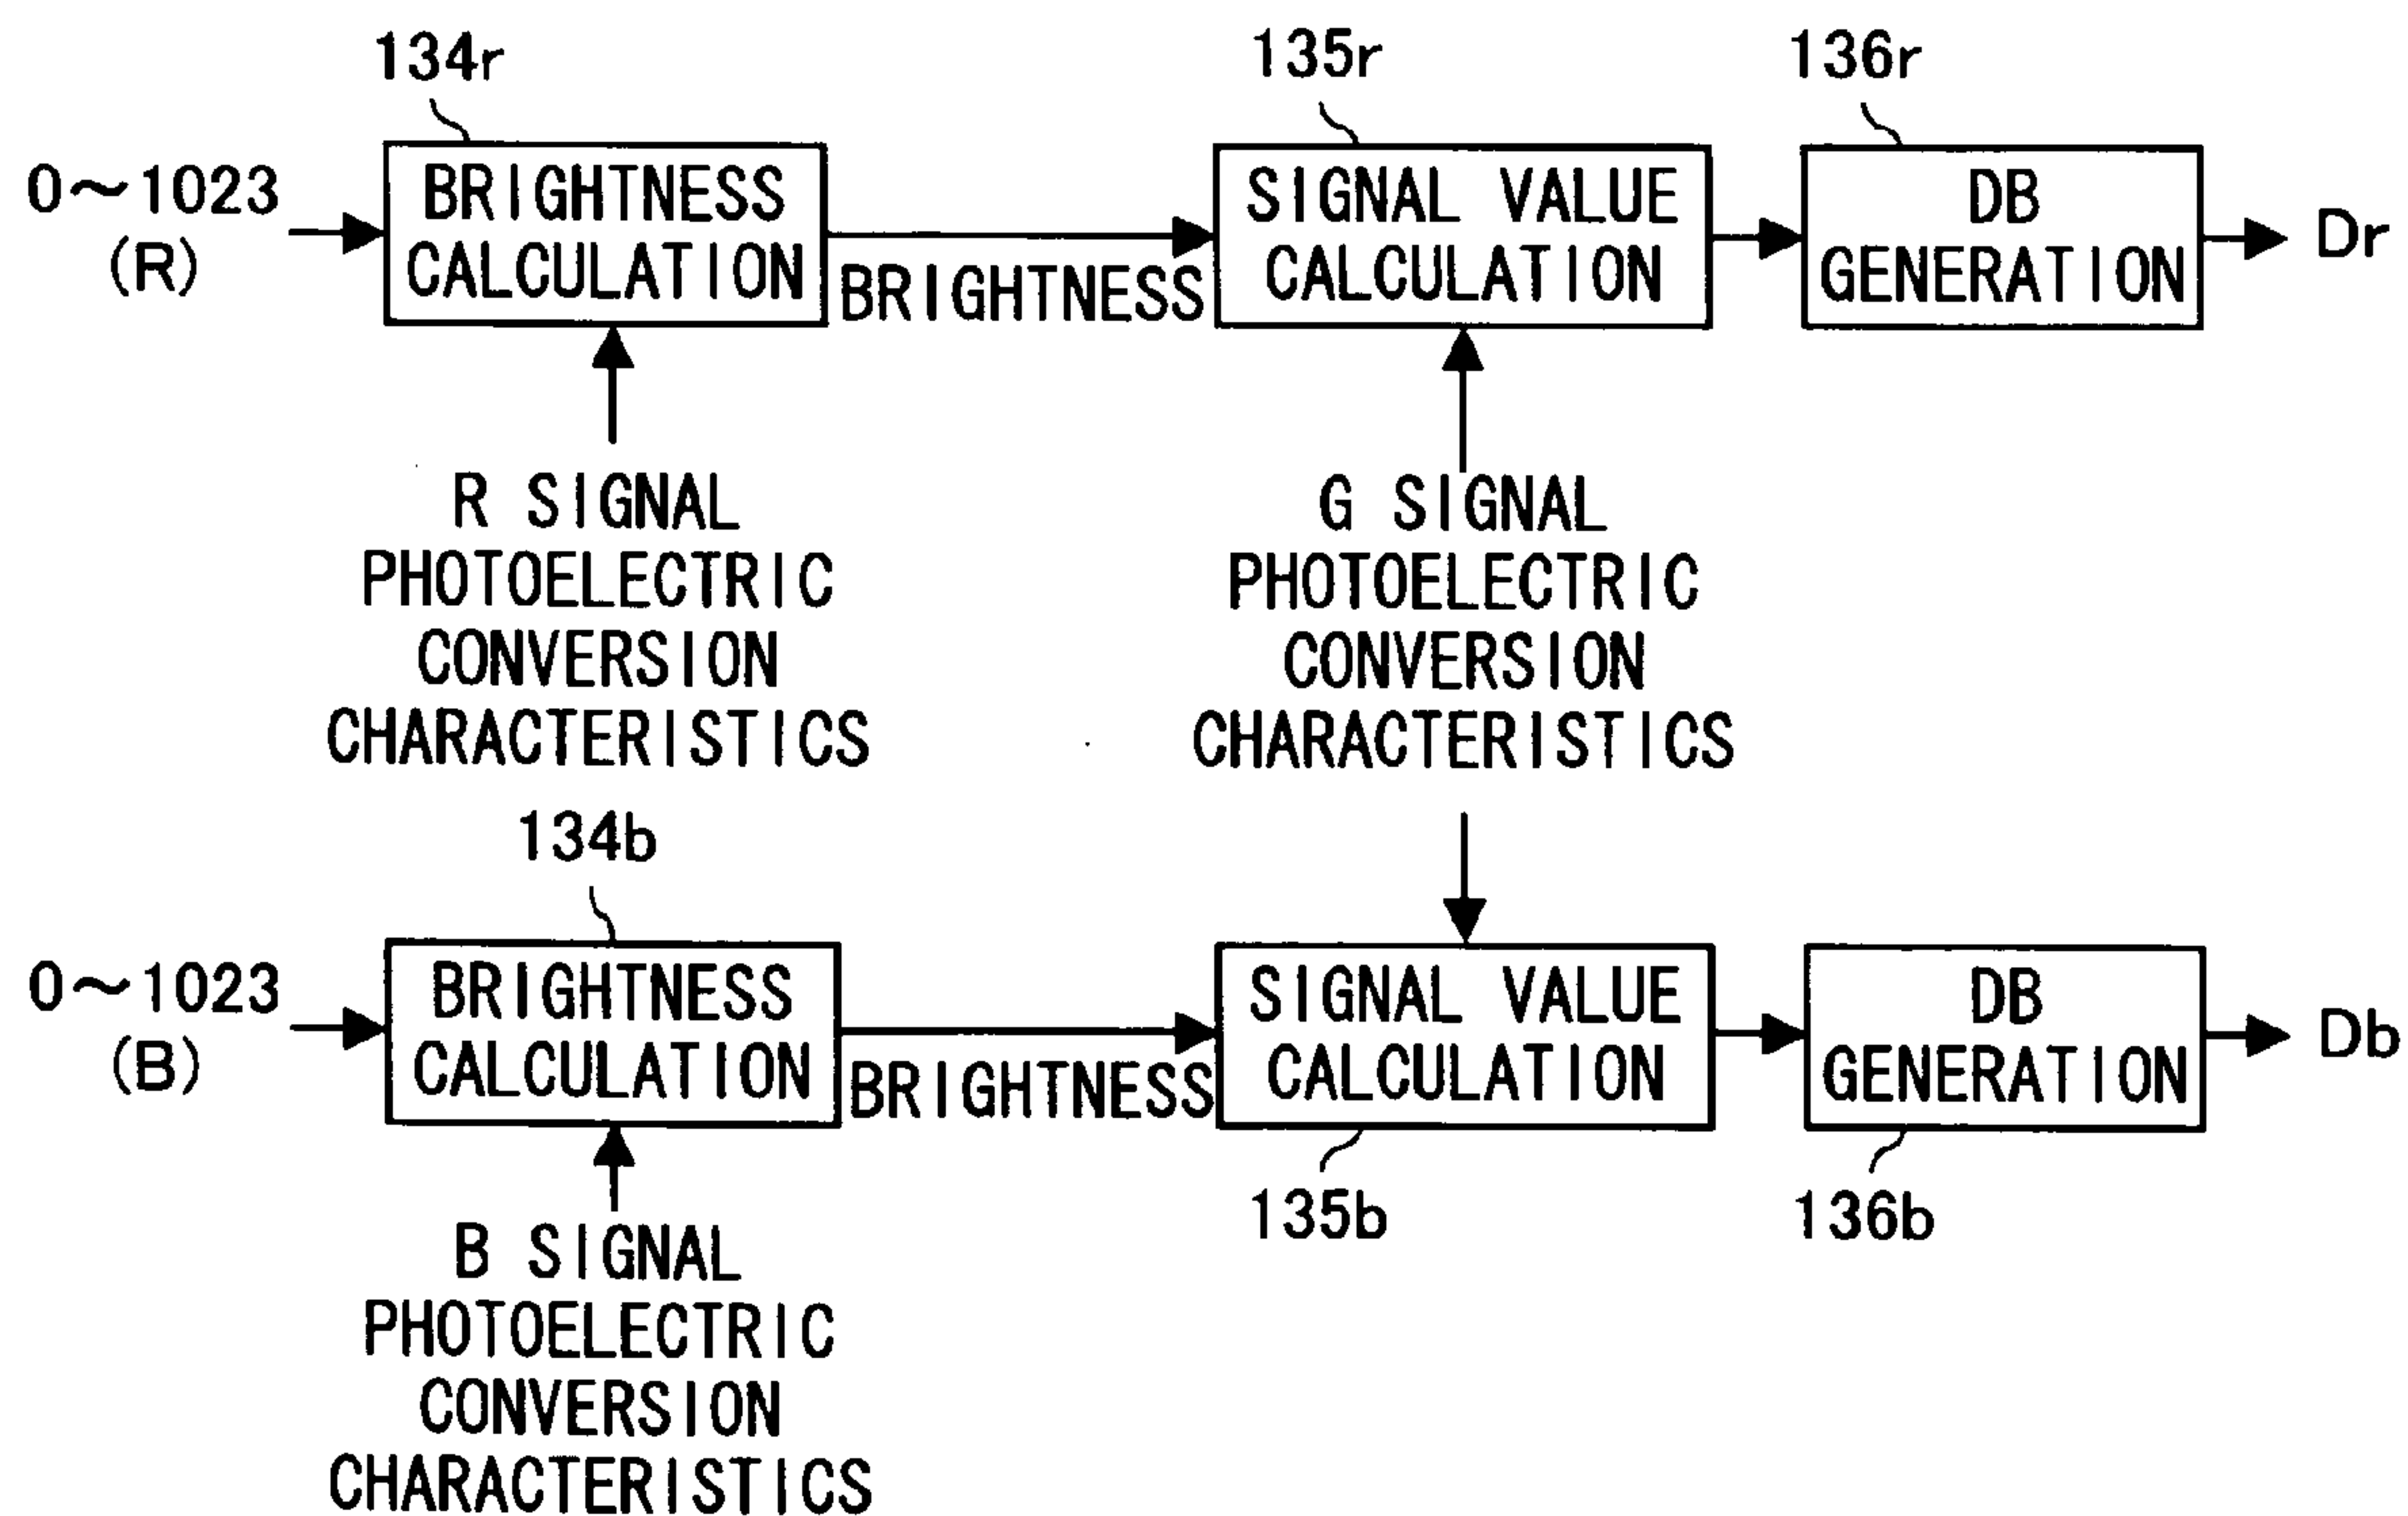 134r
135r
136r
0~1023
(R)
BRIGHTNESS
CALCULATION
BRIGHTNESS
SIGNAL VALUE
CALCULATION
DB
GENERATION
Dr
R SIGNAL
PHOTOELECTRIC
CONVERSION
CHARACTERISTICS
G SIGNAL
PHOTOELECTRIC
CONVERSION
CHARACTERISTICS
134b
0~1023
(B)
BRIGHTNESS
CALCULATION
BRIGHTNESS
SIGNAL VALUE
CALCULATION
DB
GENERATION
Db
135b
136b
B SIGNAL
PHOTOELECTRIC
CONVERSION
CHARACTERISTICS